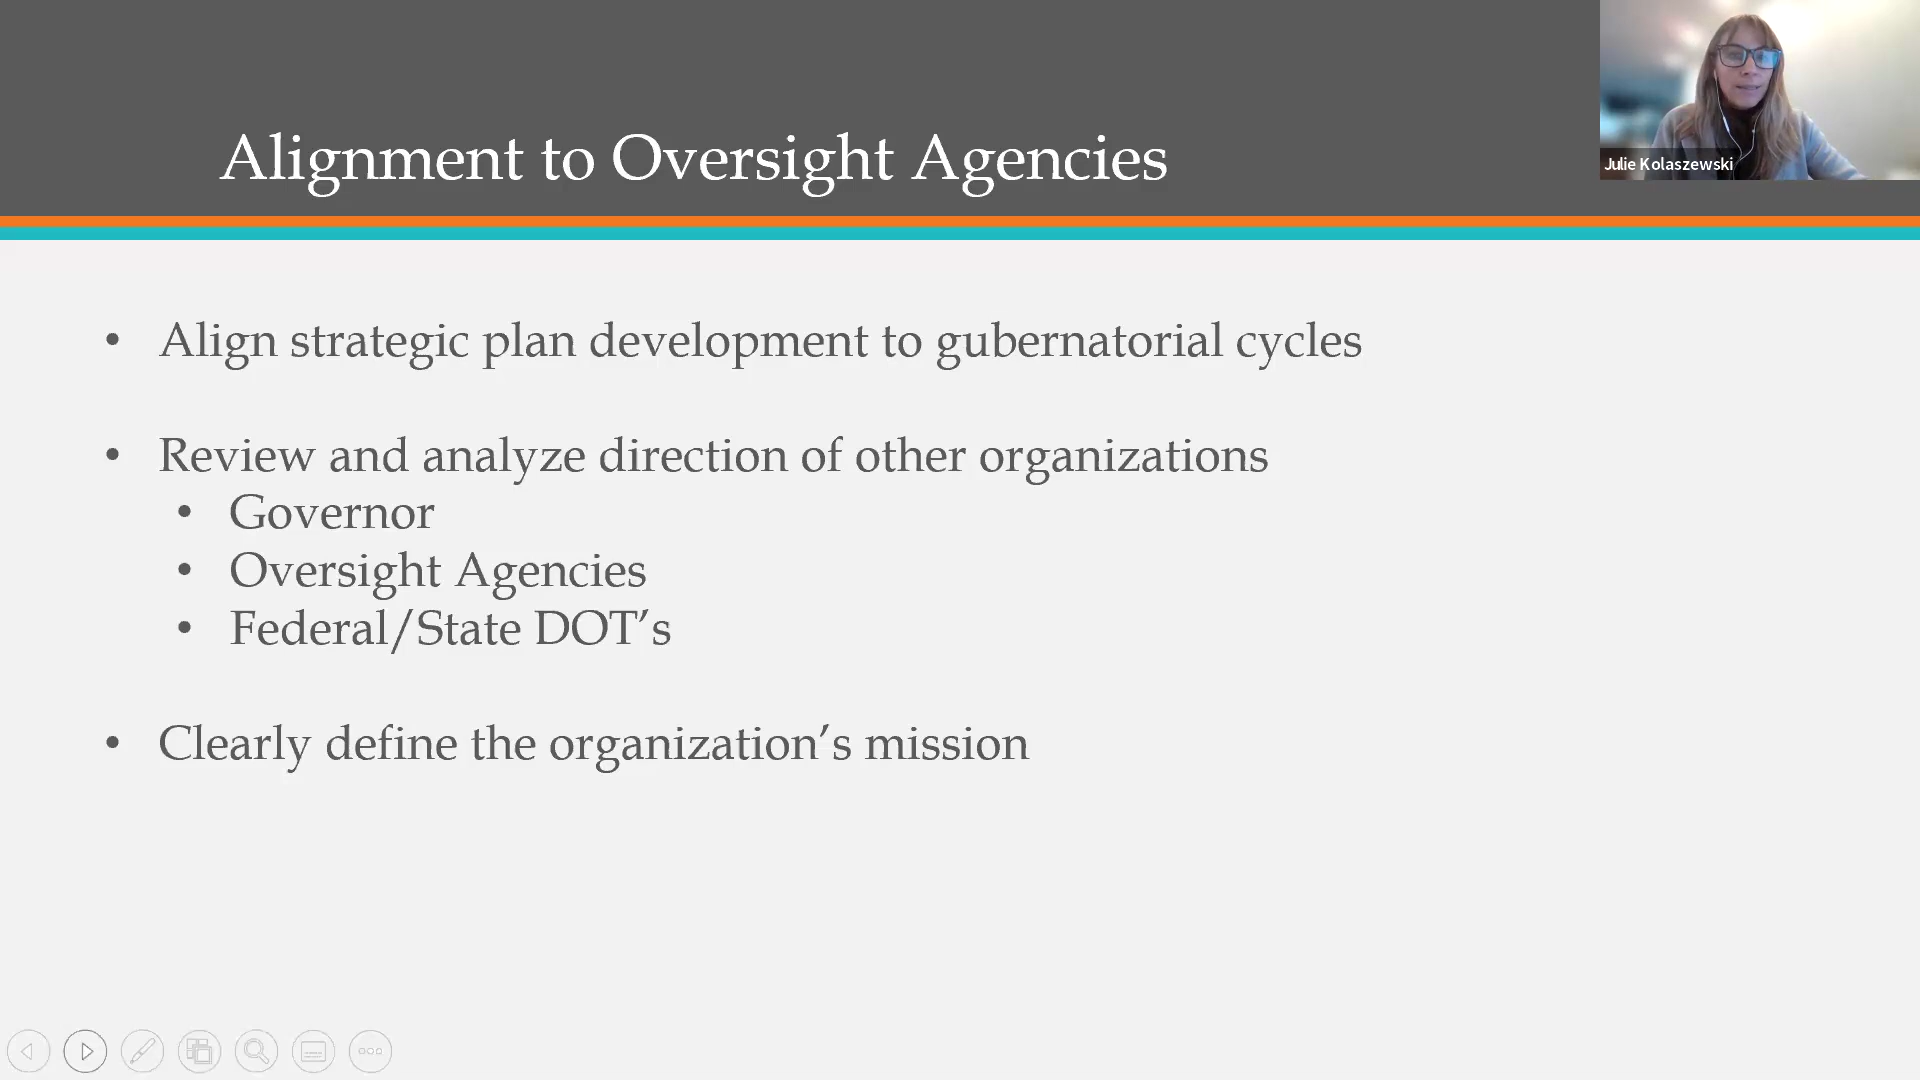 Alignment to Oversight Agencies
Julie Kolaszewski
• Align strategic plan development to gubernatorial cycles
• Review and analyze direction of other organizations
• Governor
• Oversight Agencies
• Federal/State DOT’s
• Clearly define the organization’s mission